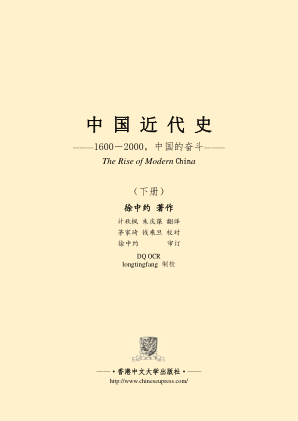 中国近代史
——1600—2000，中国的奋斗——
The Rise of Modern China
（下册）
徐中约 著作
计秋枫 朱庆葆 翻译
茅家琦 钱乘旦 校对
徐中约 审订
DQ OCR
longtingfang 制校
——·香港中文大学出版社·——
http://www.chineseupress.com/